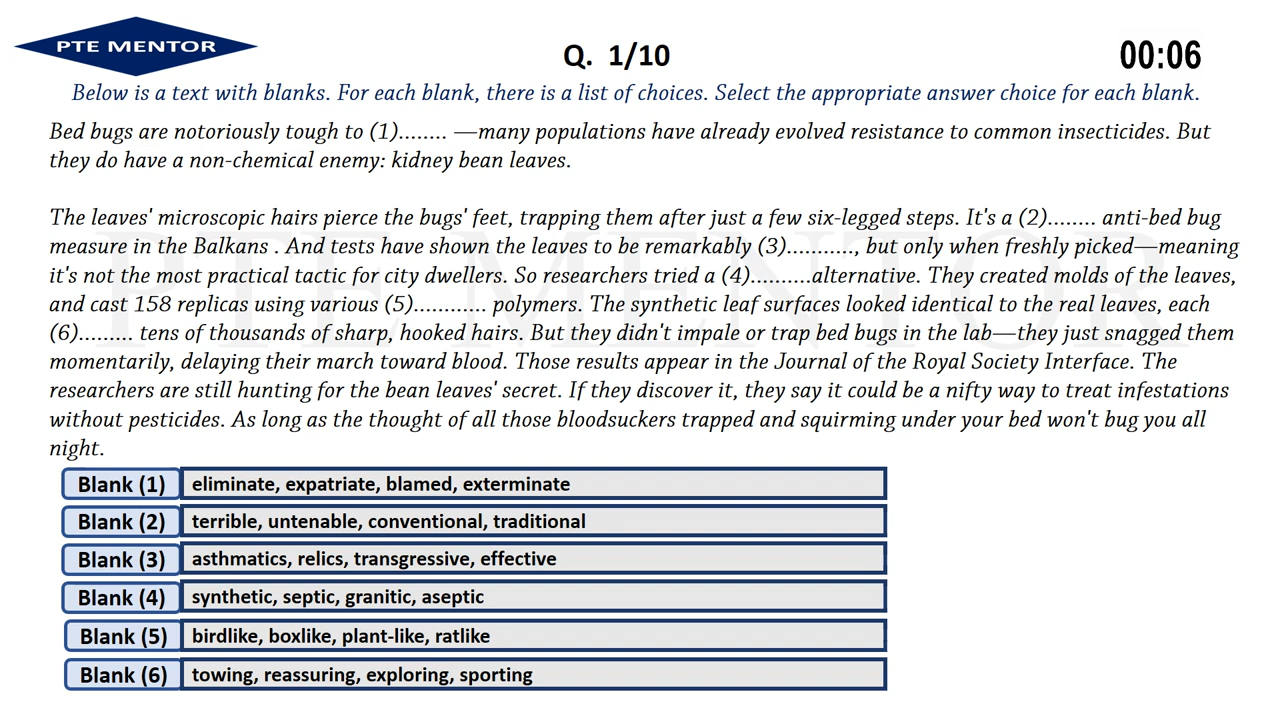 PTE MENTOR
Q. 1/10
00:06
Below is a text with blanks. For each blank, there is a list of choices. Select the appropriate answer choice for each blank.
Bed bugs are notoriously tough to (1)........ —many populations have already evolved resistance to common insecticides. But
they do have a non-chemical enemy: kidney bean leaves.
The leaves' microscopic hairs pierce the bugs' feet, trapping them after just a few six-legged steps. It's a (2)........ anti-bed bug
measure in the Balkans . And tests have shown the leaves to be remarkably (3)..........., but only when freshly picked—meaning
it's not the most practical tactic for city dwellers. So researchers tried a (4)..........alternative. They created molds of the leaves,
and cast 158 replicas using various (5)............ polymers. The synthetic leaf surfaces looked identical to the real leaves, each
(6)......... tens of thousands of sharp, hooked hairs. But they didn't impale or trap bed bugs in the lab—they just snagged them
momentarily, delaying their march toward blood. Those results appear in the Journal of the Royal Society Interface. The
researchers are still hunting for the bean leaves' secret. If they discover it, they say it could be a nifty way to treat infestations
without pesticides. As long as the thought of all those bloodsuckers trapped and squirming under your bed won't bug you all
night.
Blank (1) eliminate, expatriate, blamed, exterminate
Blank (2) terrible, untenable, conventional, traditional
Blank (3) asthmatics, relics, transgressive, effective
Blank (4) synthetic, septic, granitic, aseptic
Blank (5) birdlike, boxlike, plant-like, ratlike
Blank (6) towing, reassuring, exploring, sporting
PTE MENTOR